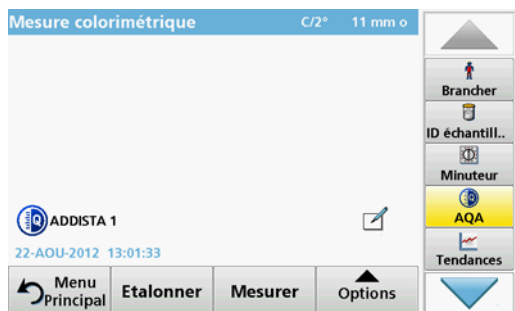 Mesure colorimétrique C/2° 11 mm o
Brancher
ID échantill..
Minuteur
AQA
Tendances
ADDISTA 1
22-AOU-2012 13:01:33
Menu
Principal
Etalonner
Mesurer
Options